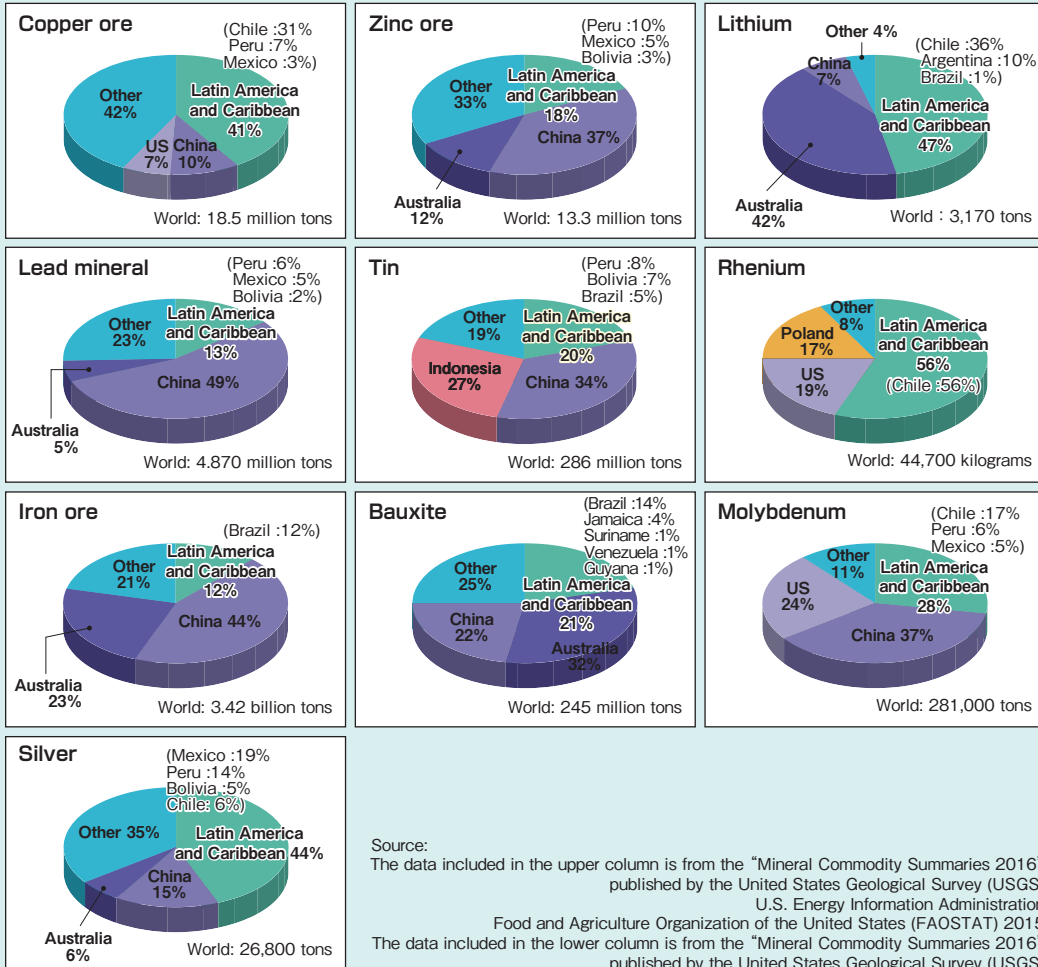 Copper ore
(Chile :31%
Peru :7%
Mexico :3%)
Other
42%
Latin America
and Caribbean
41%
US
7%
China
10%
World: 18.5 million tons
Zinc ore
(Peru :10%
Mexico :5%
Bolivia :3%)
Other
33%
Latin America
and Caribbean
18%
China 37%
Australia
12%
World: 13.3 million tons
Lithium
Other 4%
(Chile :36%
Argentina :10%
Brazil :1%)
China
7%
Latin America
and Caribbean
47%
Australia
42%
World : 3,170 tons
Lead mineral
(Peru :6%
Mexico :5%
Bolivia :2%)
Other
23%
Latin America
and Caribbean
13%
China 49%
Australia
5%
World: 4.870 million tons
Tin
(Peru :8%
Bolivia :7%
Brazil :5%)
Other
19%
Latin America
and Caribbean
20%
Indonesia
27%
China 34%
World: 286 million tons
Rhenium
Other
8%
Poland
17%
Latin America
and Caribbean
56%
(Chile :56%)
US
19%
World: 44,700 kilograms
Iron ore
(Brazil :12%)
Other
21%
Latin America
and Caribbean
12%
China 44%
Australia
23%
World: 3.42 billion tons
Bauxite
(Brazil :14%
Jamaica :4%
Suriname :1%
Venezuela :1%
Guyana :1%)
Other
25%
Latin America
and Caribbean
21%
China
22%
Australia
32%
World: 245 million tons
Molybdenum
(Chile :17%
Peru :6%
Mexico :5%)
Other
11%
Latin America
and Caribbean
28%
US
24%
China 37%
World: 281,000 tons
Silver
(Mexico :19%
Peru :14%
Bolivia :5%
Chile: 6%)
Other 35%
Latin America
and Caribbean 44%
China
15%
Australia
6%
World: 26,800 tons
Source:
The data included in the upper column is from the “Mineral Commodity Summaries 2016”
published by the United States Geological Survey (USGS)
U.S. Energy Information Administration
Food and Agriculture Organization of the United States (FAOSTAT) 2015
The data included in the lower column is from the “Mineral Commodity Summaries 2016”
published by the United States Geological Survey (USGS)